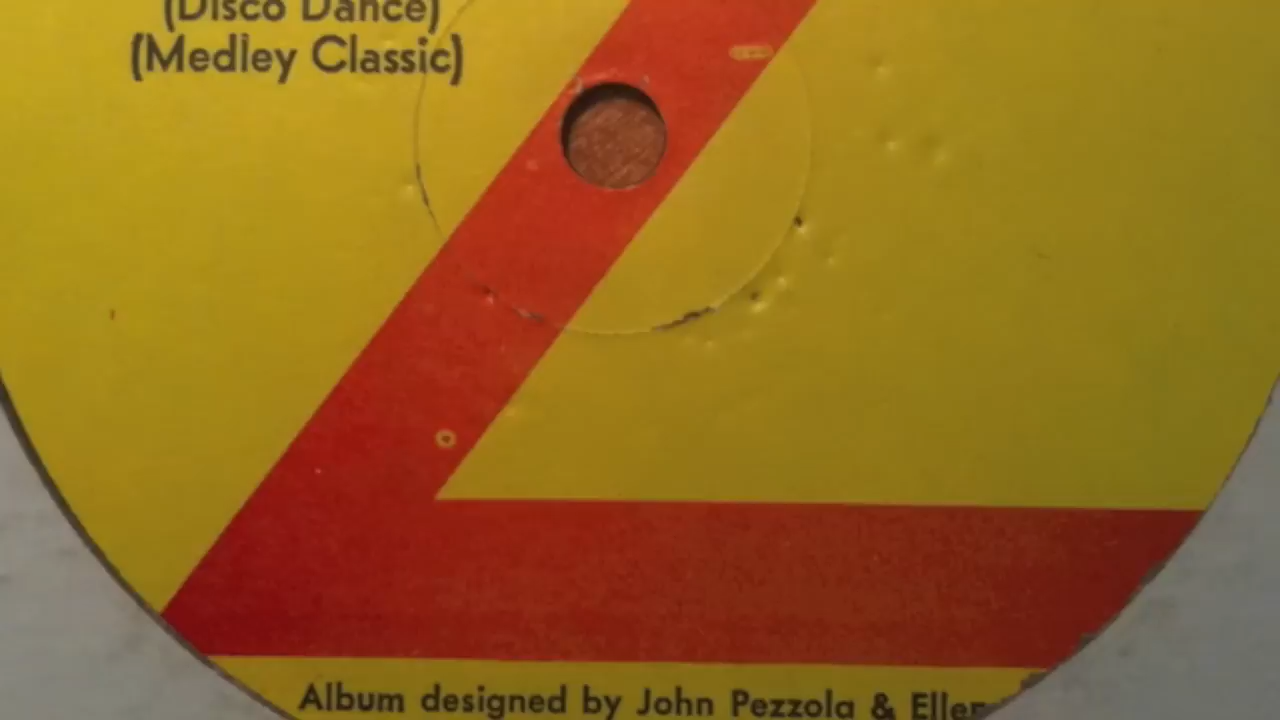 (Disco Dance)
(Medley Classic)
Album designed by John Pezzola &